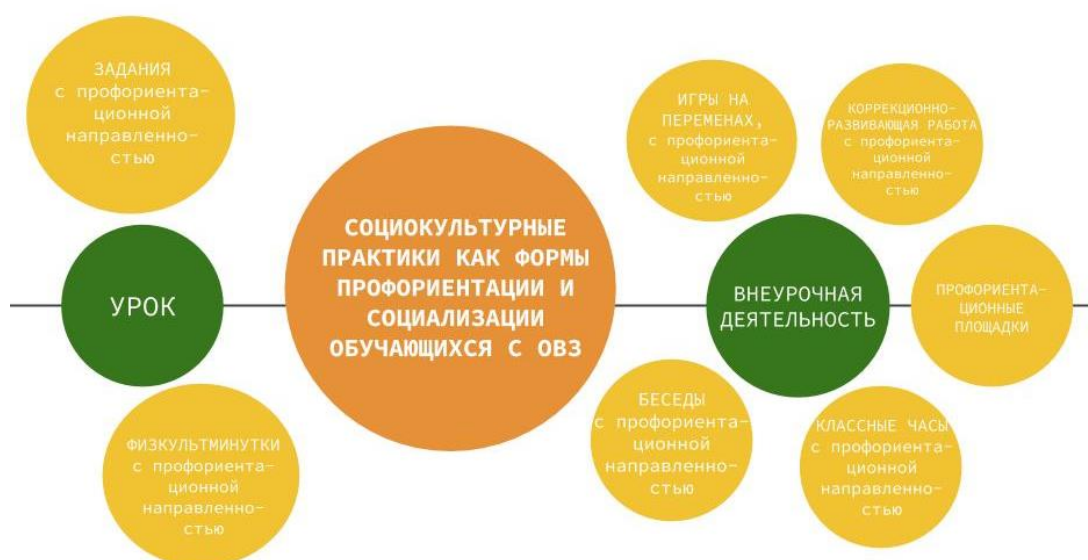 ЗАДАНИЯ
с профориента-
ционной
направленно-
стью
УРОК
ФИЗКУЛЬТМИНУТКИ
с профориента-
ционной
направленно-
стью
СОЦИОКУЛЬТУРНЫЕ
ПРАКТИКИ КАК ФОРМЫ
ПРОФОРИЕНТАЦИИ И
СОЦИАЛИЗАЦИИ
ОБУЧАЮЩИХСЯ С ОВЗ
ИГРЫ НА
ПЕРЕМЕНАХ,
с профориента-
ционной
направленно-
стью
КОРРЕКЦИОННО-
РАЗВИВАЮЩАЯ РАБОТА
с профориента-
ционной
направленно-
стью
ВНЕУРОЧНАЯ
ДЕЯТЕЛЬНОСТЬ
ПРОФОРИЕНТА-
ЦИОННЫЕ
ПЛОЩАДКИ
БЕСЕДЫ
с профориента-
ционной
направленно-
стью
КЛАССНЫЕ ЧАСЫ
с профориента-
ционной
направленно-
стью